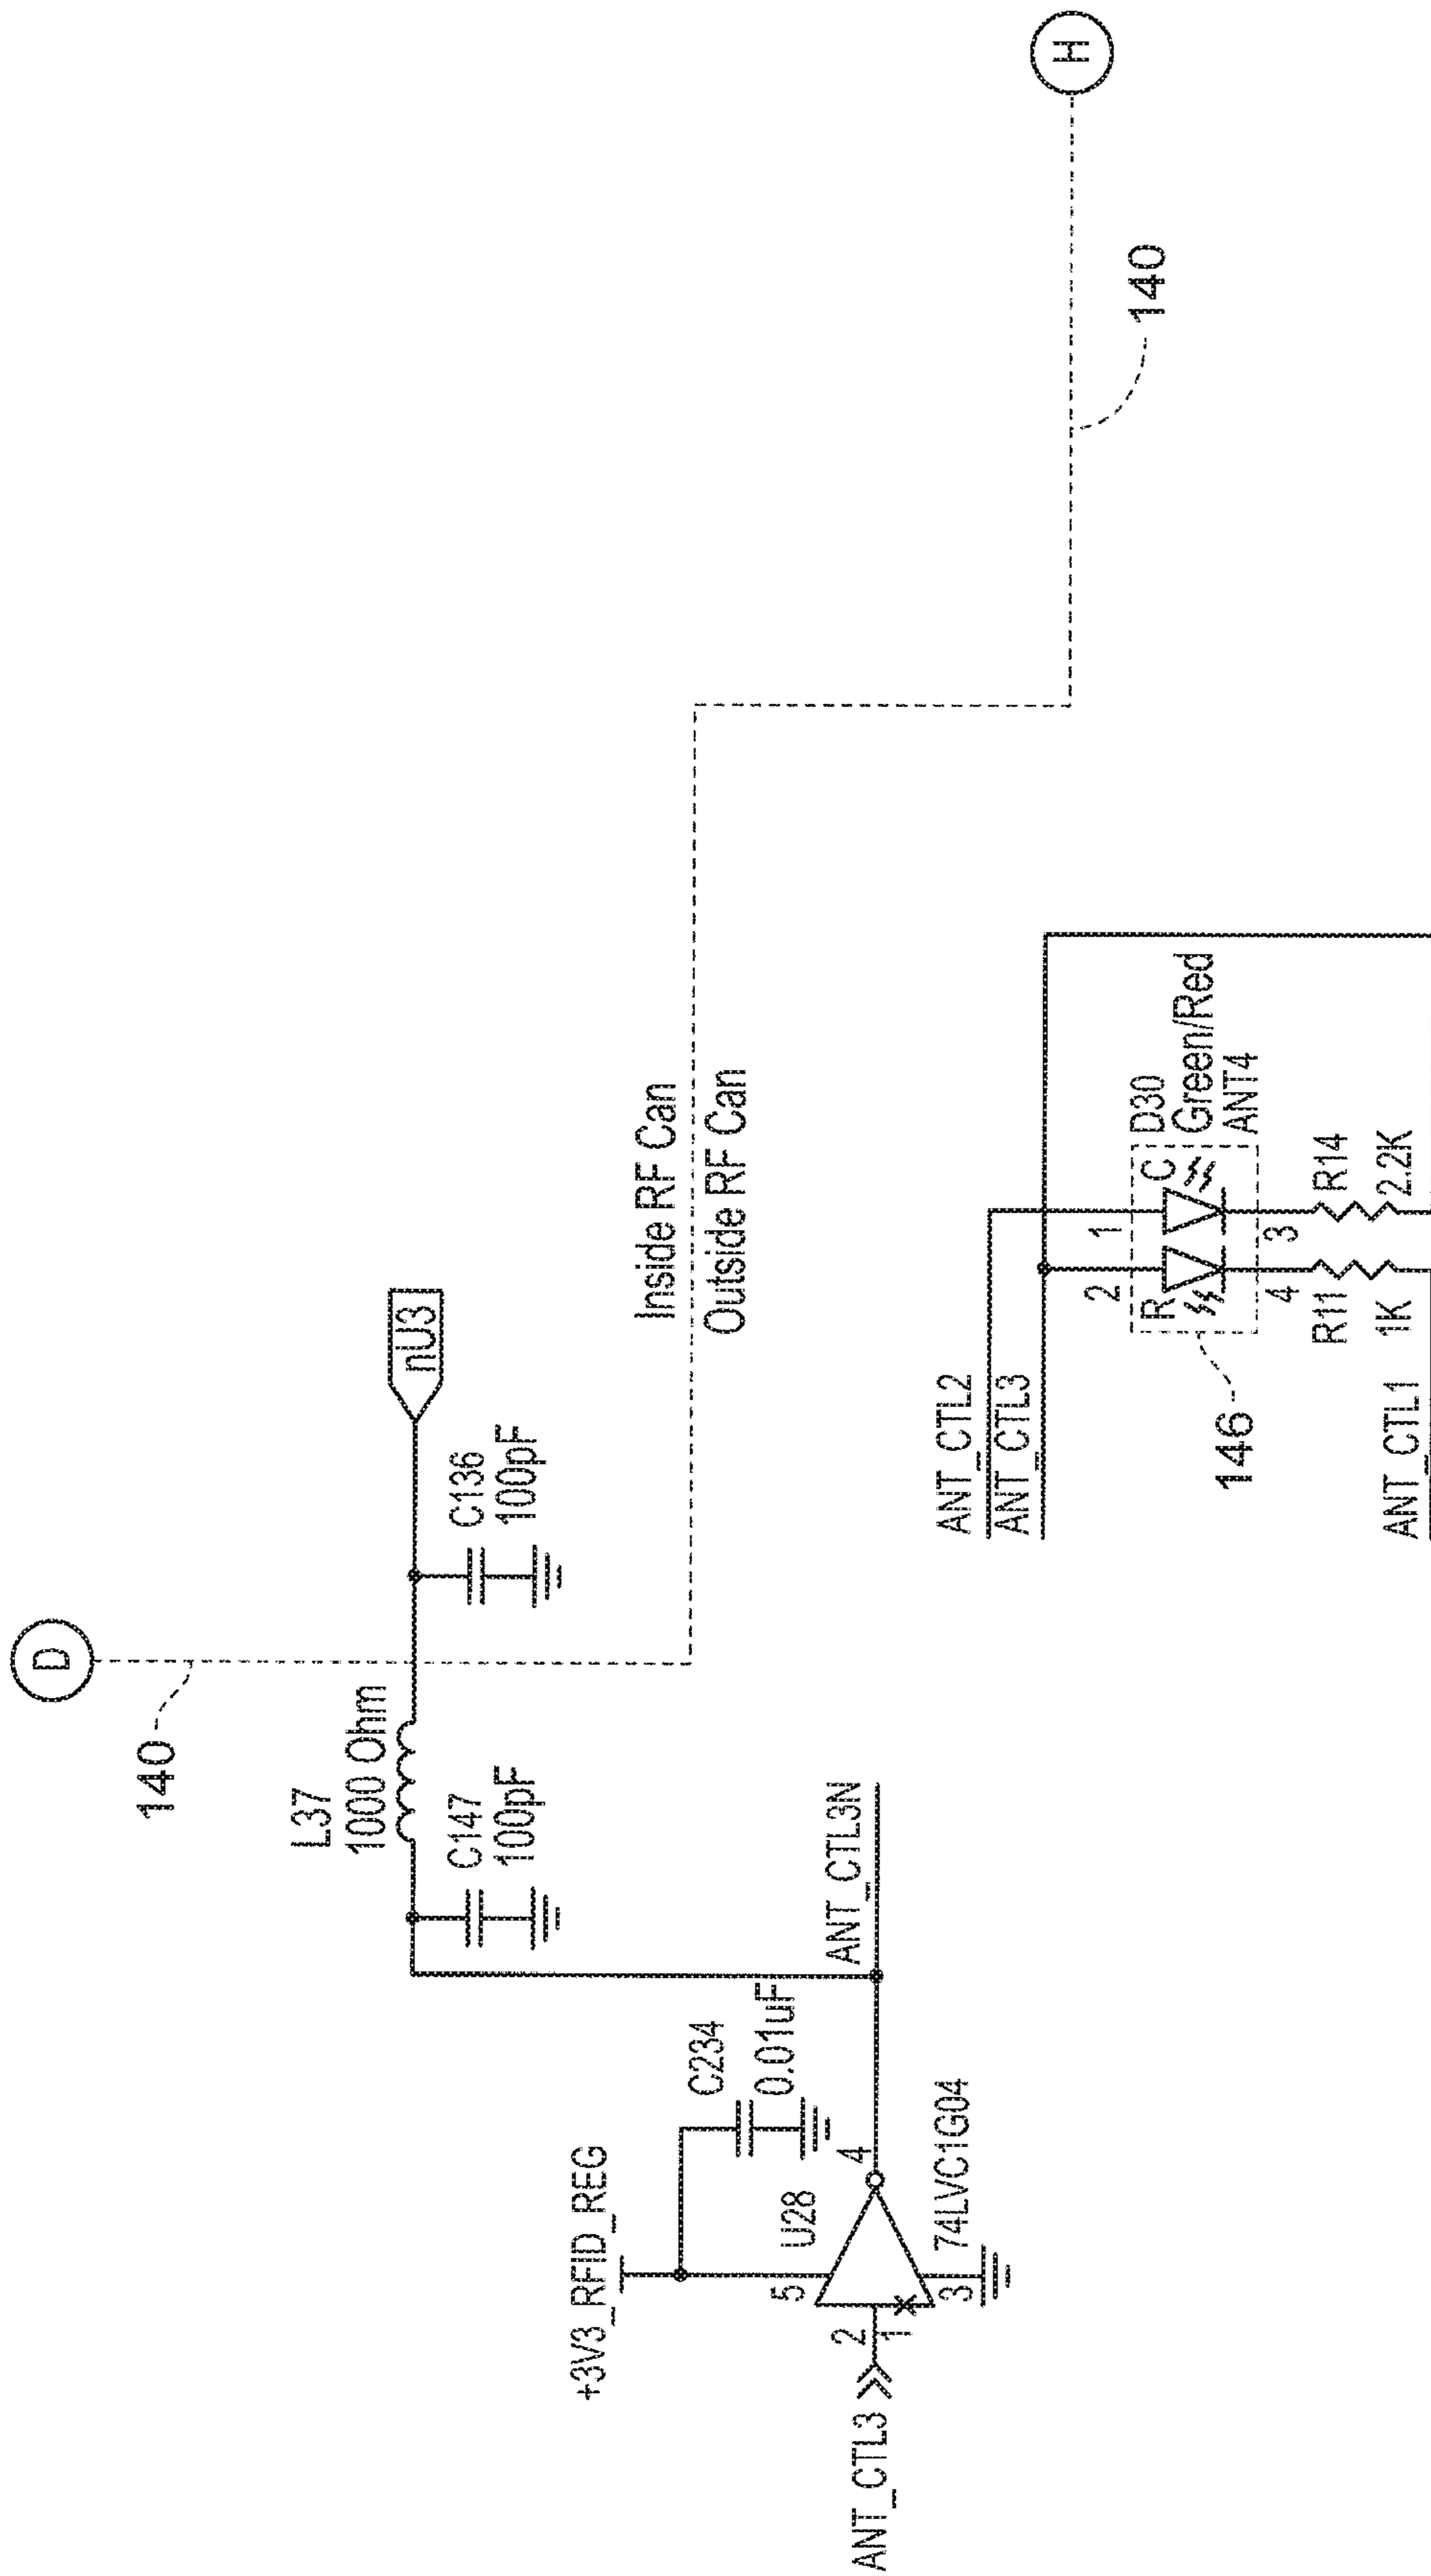 D
H
140
140
L37
1000 Ohm
nU3
C147
100pF
C136
100pF
Inside RF Can
Outside RF Can
+3V3_RFID_REG
C234
0.01uF
U28
5
4
2
1
3
74LVC1G04
ANT_CTL3
ANT_CTL3N
ANT_CTL2
ANT_CTL3
2
1
D30
R
C
Green/Red
ANT4
146
4
3
R11
R14
1K
2.2K
ANT_CTL1